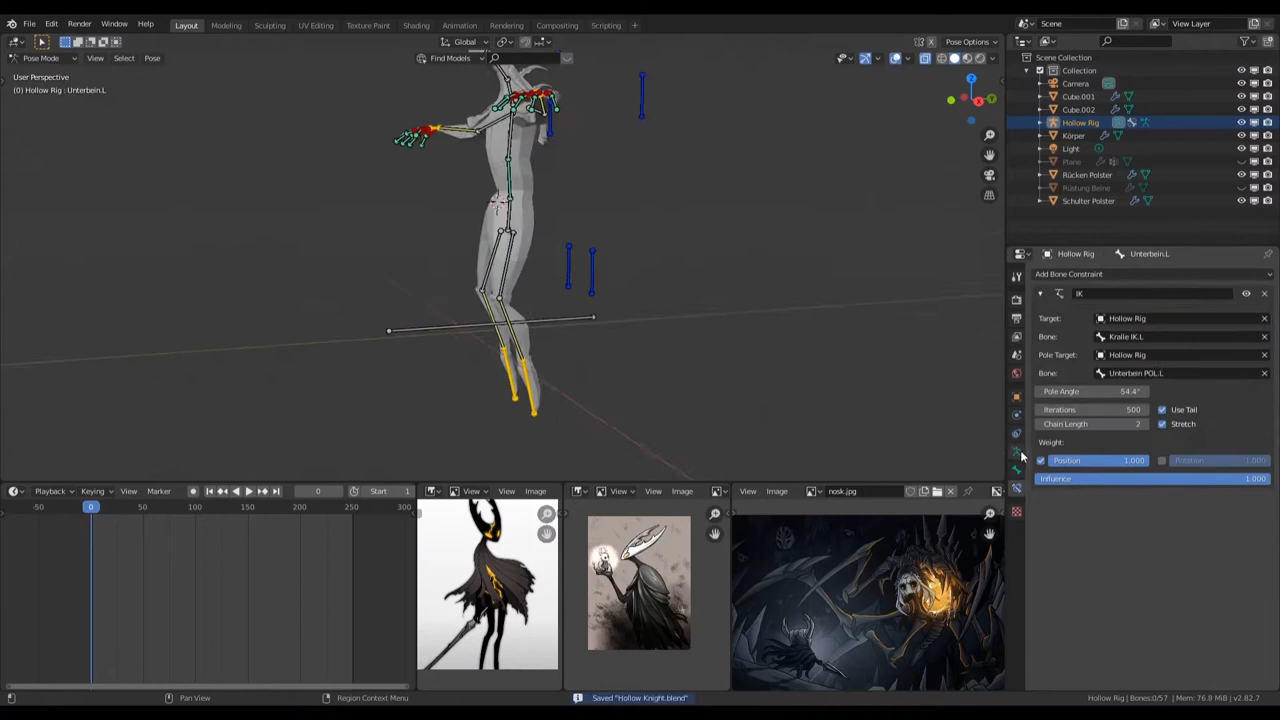 File Edit Render Window Help Layout Modeling Sculpting UV Editing Texture Paint Shading Animation Rendering Compositing Scripting + Scene View Layer
Global Pose Options
Pose Mode View Select Pose Find Models
User Perspective
(0) Hollow Rig : Unterbein.L
Z
X
Y
Scene Collection
Collection
Camera
Cube.001
Cube.002
Hollow Rig
Körper
Light
Plane
Rücken Polster
Rüstung Beine
Schulter Polster
Hollow Rig Unterbein.L
Add Bone Constraint
IK
Target: Hollow Rig
Bone: Kralle IK.L
Pole Target: Hollow Rig
Bone: Unterbein POL.L
Pole Angle 54.4°
Iterations 500 Use Tail
Chain Length 2 Stretch
Weight:
Position 1.000 Rotation 1.000
Influence 1.000
Playback Keying View Marker 0 Start 1
-50 0 50 100 150 200 250 300
View Image
View Image
View Image nosk.jpg
Pan View Region Context Menu Saved "Hollow Knight.blend" Hollow Rig | Bones:0/57 | Mem: 76.8 MiB | v2.82.7